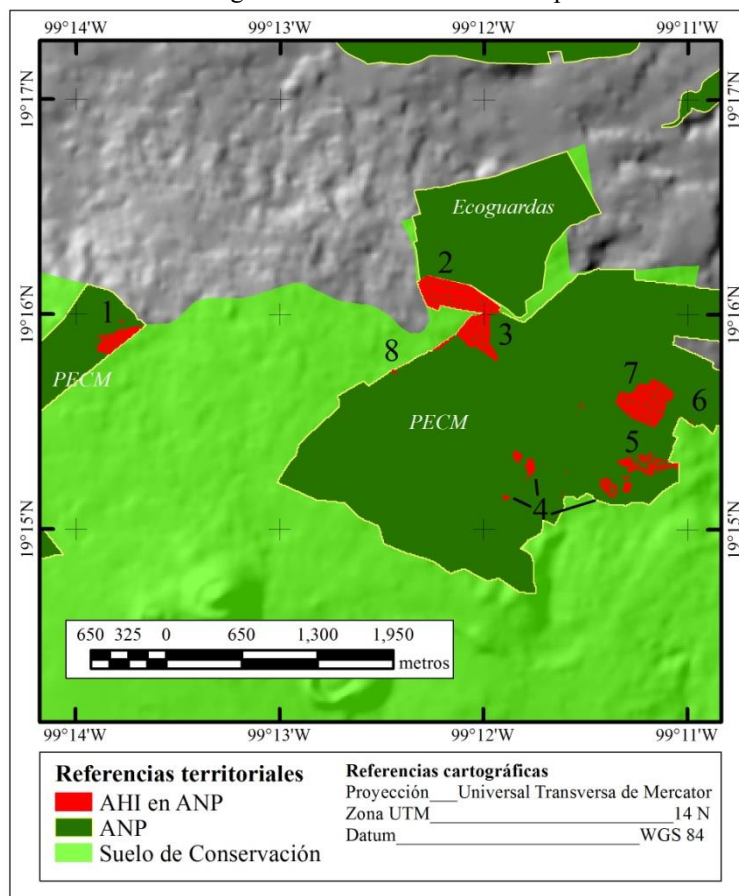 99°14'W 99°13'W 99°12'W 99°11'W
19°17'N 19°17'N
Ecoguardas
2
19°16'N 19°16'N
1
3
8
PECM
PECM
7
6
5
4
19°15'N 19°15'N
650 325 0 650 1,300 1,950
metros
99°14'W 99°13'W 99°12'W 99°11'W
Referencias territoriales
AHI en ANP
ANP
Suelo de Conservación
Referencias cartográficas
Proyección___Universal Transversa de Mercator
Zona UTM____________________14 N
Datum________________________WGS 84